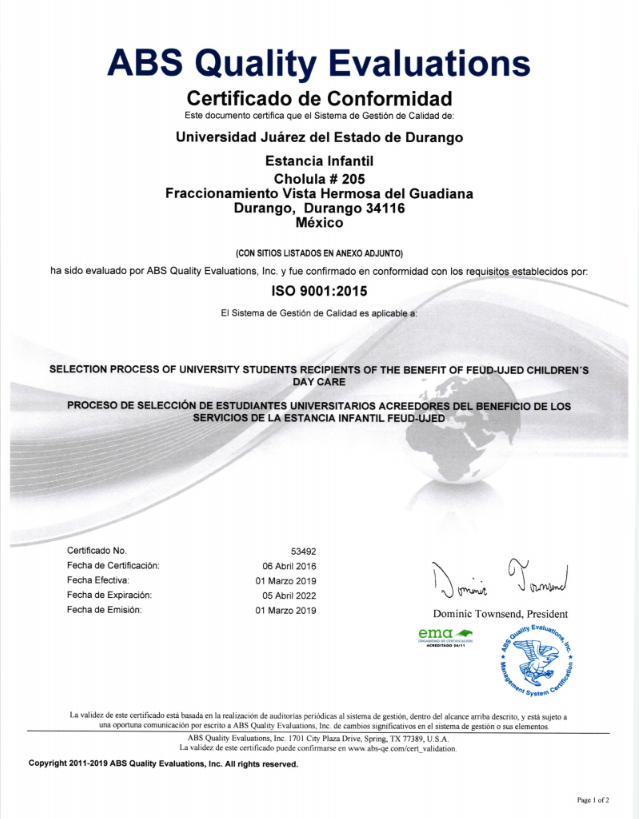 ABS Quality Evaluations
Certificado de Conformidad
Este documento certifica que el Sistema de Gestión de Calidad de:
Universidad Juárez del Estado de Durango
Estancia Infantil
Cholula # 205
Fraccionamiento Vista Hermosa del Guadiana
Durango, Durango 34116
México
(CON SITIOS LISTADOS EN ANEXO ADJUNTO)
ha sido evaluado por ABS Quality Evaluations, Inc. y fue confirmado en conformidad con los requisitos establecidos por:
ISO 9001:2015
El Sistema de Gestión de Calidad es aplicable a:
SELECTION PROCESS OF UNIVERSITY STUDENTS RECIPIENTS OF THE BENEFIT OF FEUD-UJED CHILDREN´S
DAY CARE
PROCESO DE SELECCIÓN DE ESTUDIANTES UNIVERSITARIOS ACREEDORES DEL BENEFICIO DE LOS
SERVICIOS DE LA ESTANCIA INFANTIL FEUD-UJED
Certificado No. 53492
Fecha de Certificación: 06 Abril 2016
Fecha Efectiva: 01 Marzo 2019
Fecha de Expiración: 05 Abril 2022
Fecha de Emisión: 01 Marzo 2019
Dominic Townsend
Dominic Townsend, President
ema
ORGANISMO DE CERTIFICACIÓN
ACREDITADO 04/11
ABS Quality Evaluations, Inc.
Management System Certification
La validez de este certificado está basada en la realización de auditorias periódicas al sistema de gestión, dentro del alcance arriba descrito, y está sujeto a
una oportuna comunicación por escrito a ABS Quality Evaluations, Inc. de cambios significativos en el sistema de gestión o sus elementos.
ABS Quality Evaluations, Inc. 1701 City Plaza Drive, Spring, TX 77389, U.S.A.
La validez de este certificado puede confirmarse en www.abs-qe.com/cert_validation.
Copyright 2011-2019 ABS Quality Evaluations, Inc. All rights reserved.
Page 1 of 2